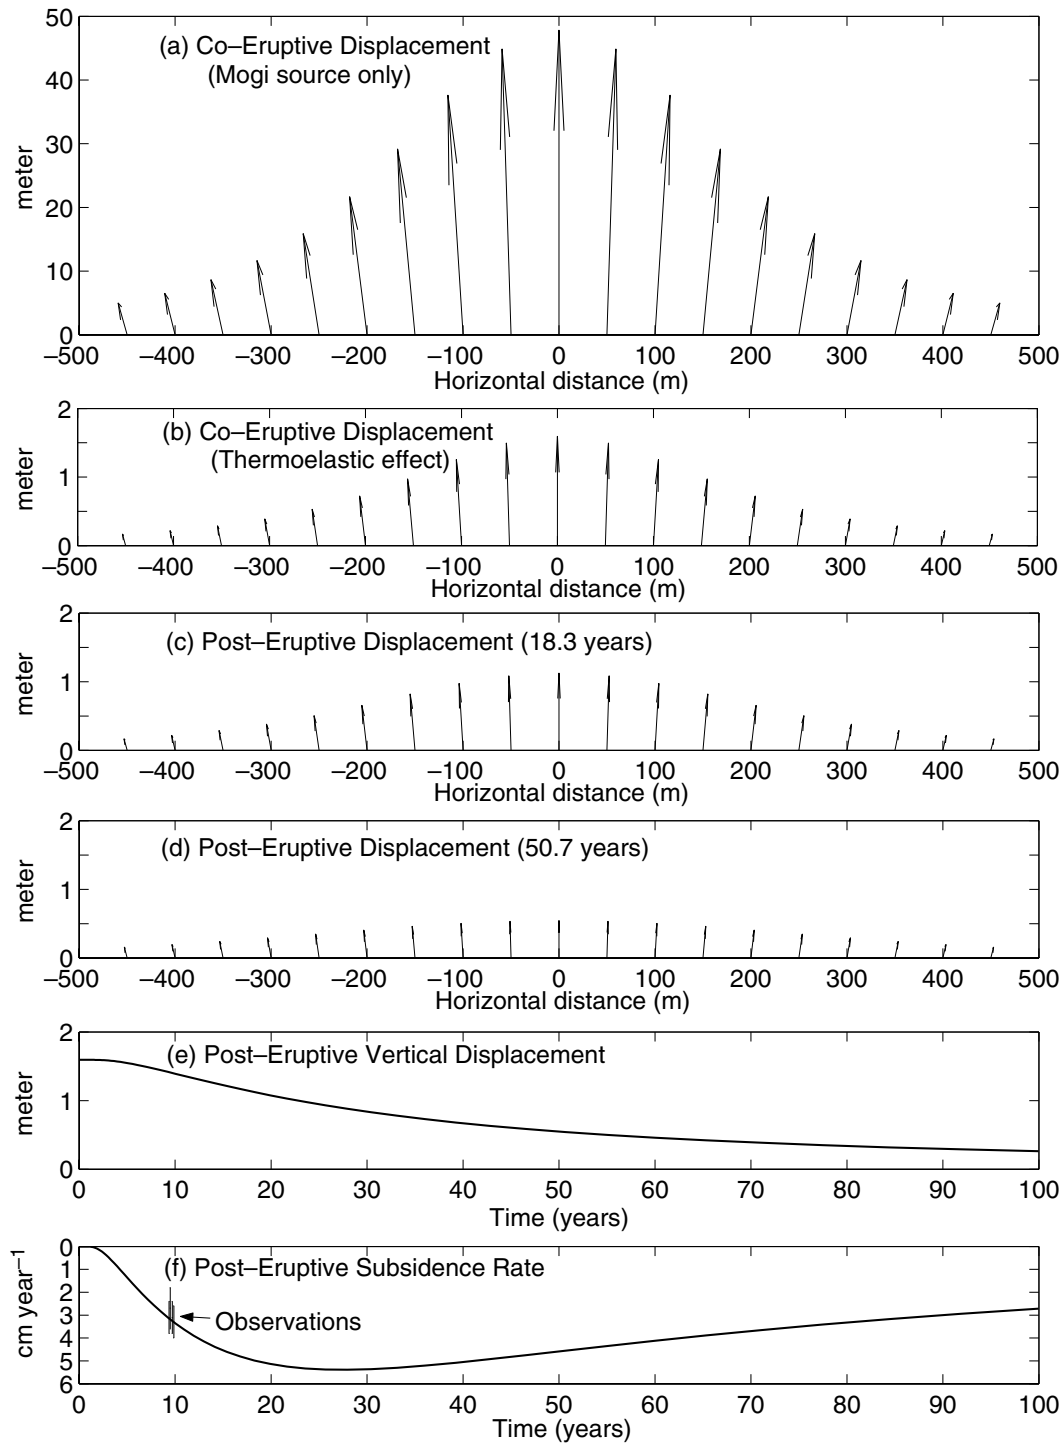 50
40
30
20
10
0
meter
(a) Co–Eruptive Displacement
(Mogi source only)
–500 –400 –300 –200 –100 0 100 200 300 400 500
Horizontal distance (m)
2
1
0
meter
(b) Co–Eruptive Displacement
(Thermoelastic effect)
–500 –400 –300 –200 –100 0 100 200 300 400 500
Horizontal distance (m)
2
1
0
meter
(c) Post–Eruptive Displacement (18.3 years)
–500 –400 –300 –200 –100 0 100 200 300 400 500
Horizontal distance (m)
2
1
0
meter
(d) Post–Eruptive Displacement (50.7 years)
–500 –400 –300 –200 –100 0 100 200 300 400 500
Horizontal distance (m)
2
1
0
meter
(e) Post–Eruptive Vertical Displacement
0 10 20 30 40 50 60 70 80 90 100
Time (years)
0
1
2
3
4
5
6
cm year⁻¹
(f) Post–Eruptive Subsidence Rate
Observations
0 10 20 30 40 50 60 70 80 90 100
Time (years)